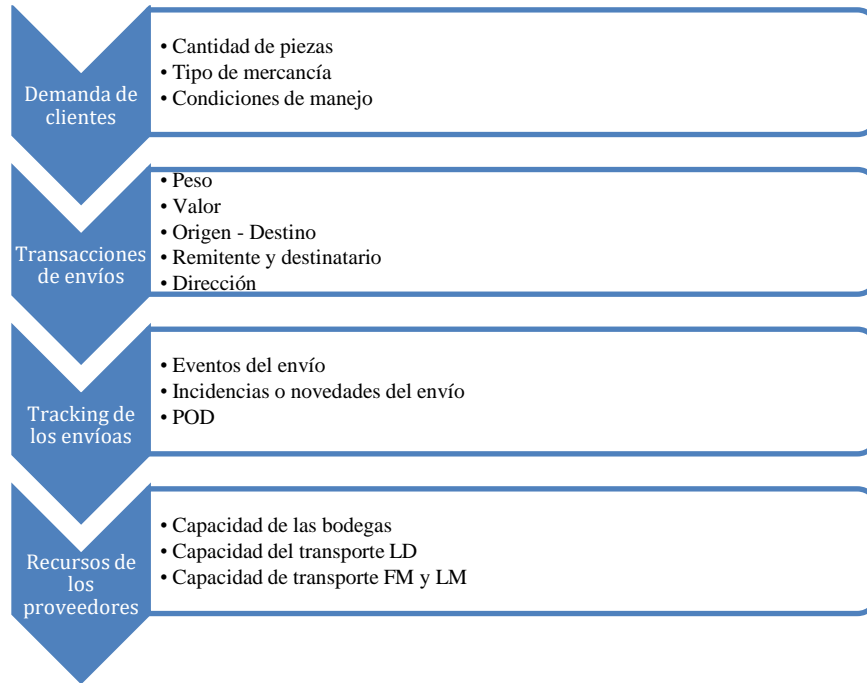 Demanda de
clientes
• Cantidad de piezas
• Tipo de mercancía
• Condiciones de manejo
Transacciones
de envíos
• Peso
• Valor
• Origen - Destino
• Remitente y destinatario
• Dirección
Tracking de
los envíoas
• Eventos del envío
• Incidencias o novedades del envío
• POD
Recursos de
los
proveedores
• Capacidad de las bodegas
• Capacidad del transporte LD
• Capacidad de transporte FM y LM